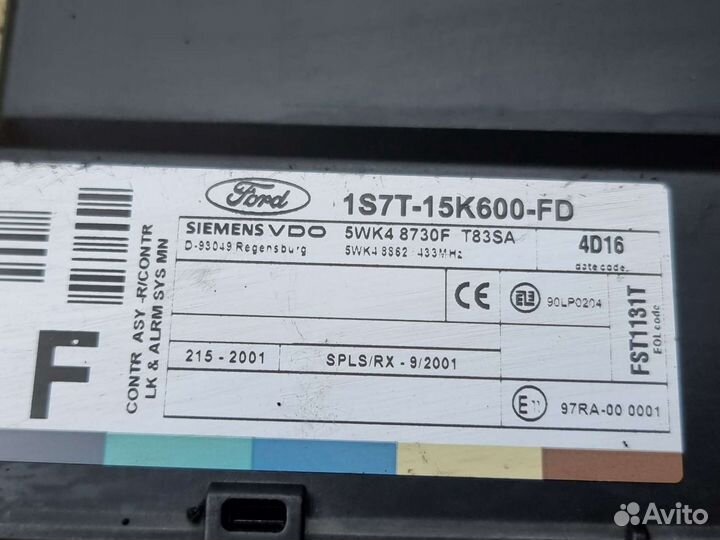 Ford
1S7T-15K600-FD
SIEMENS VDO
D-93049 Regensburg
5WK4 8730F T83SA
5WK4 8862 433MHz
4D16
date code
90LP0204
215 - 2001
SPLS/RX - 9/2001
E11
97RA-00 0001
FST1131T
EOL code
CONTR ASY -R/CONTR
LK & ALRM SYS MN
F
CE
Avito